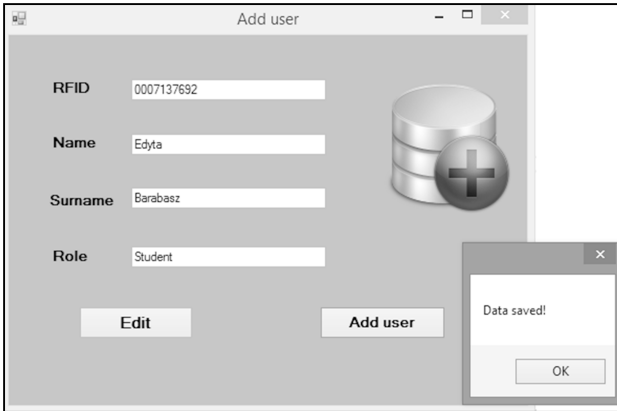 Add user
RFID 0007137692
Name Edyta
Surname Barabasz
Role Student
Edit Add user
Data saved!
OK